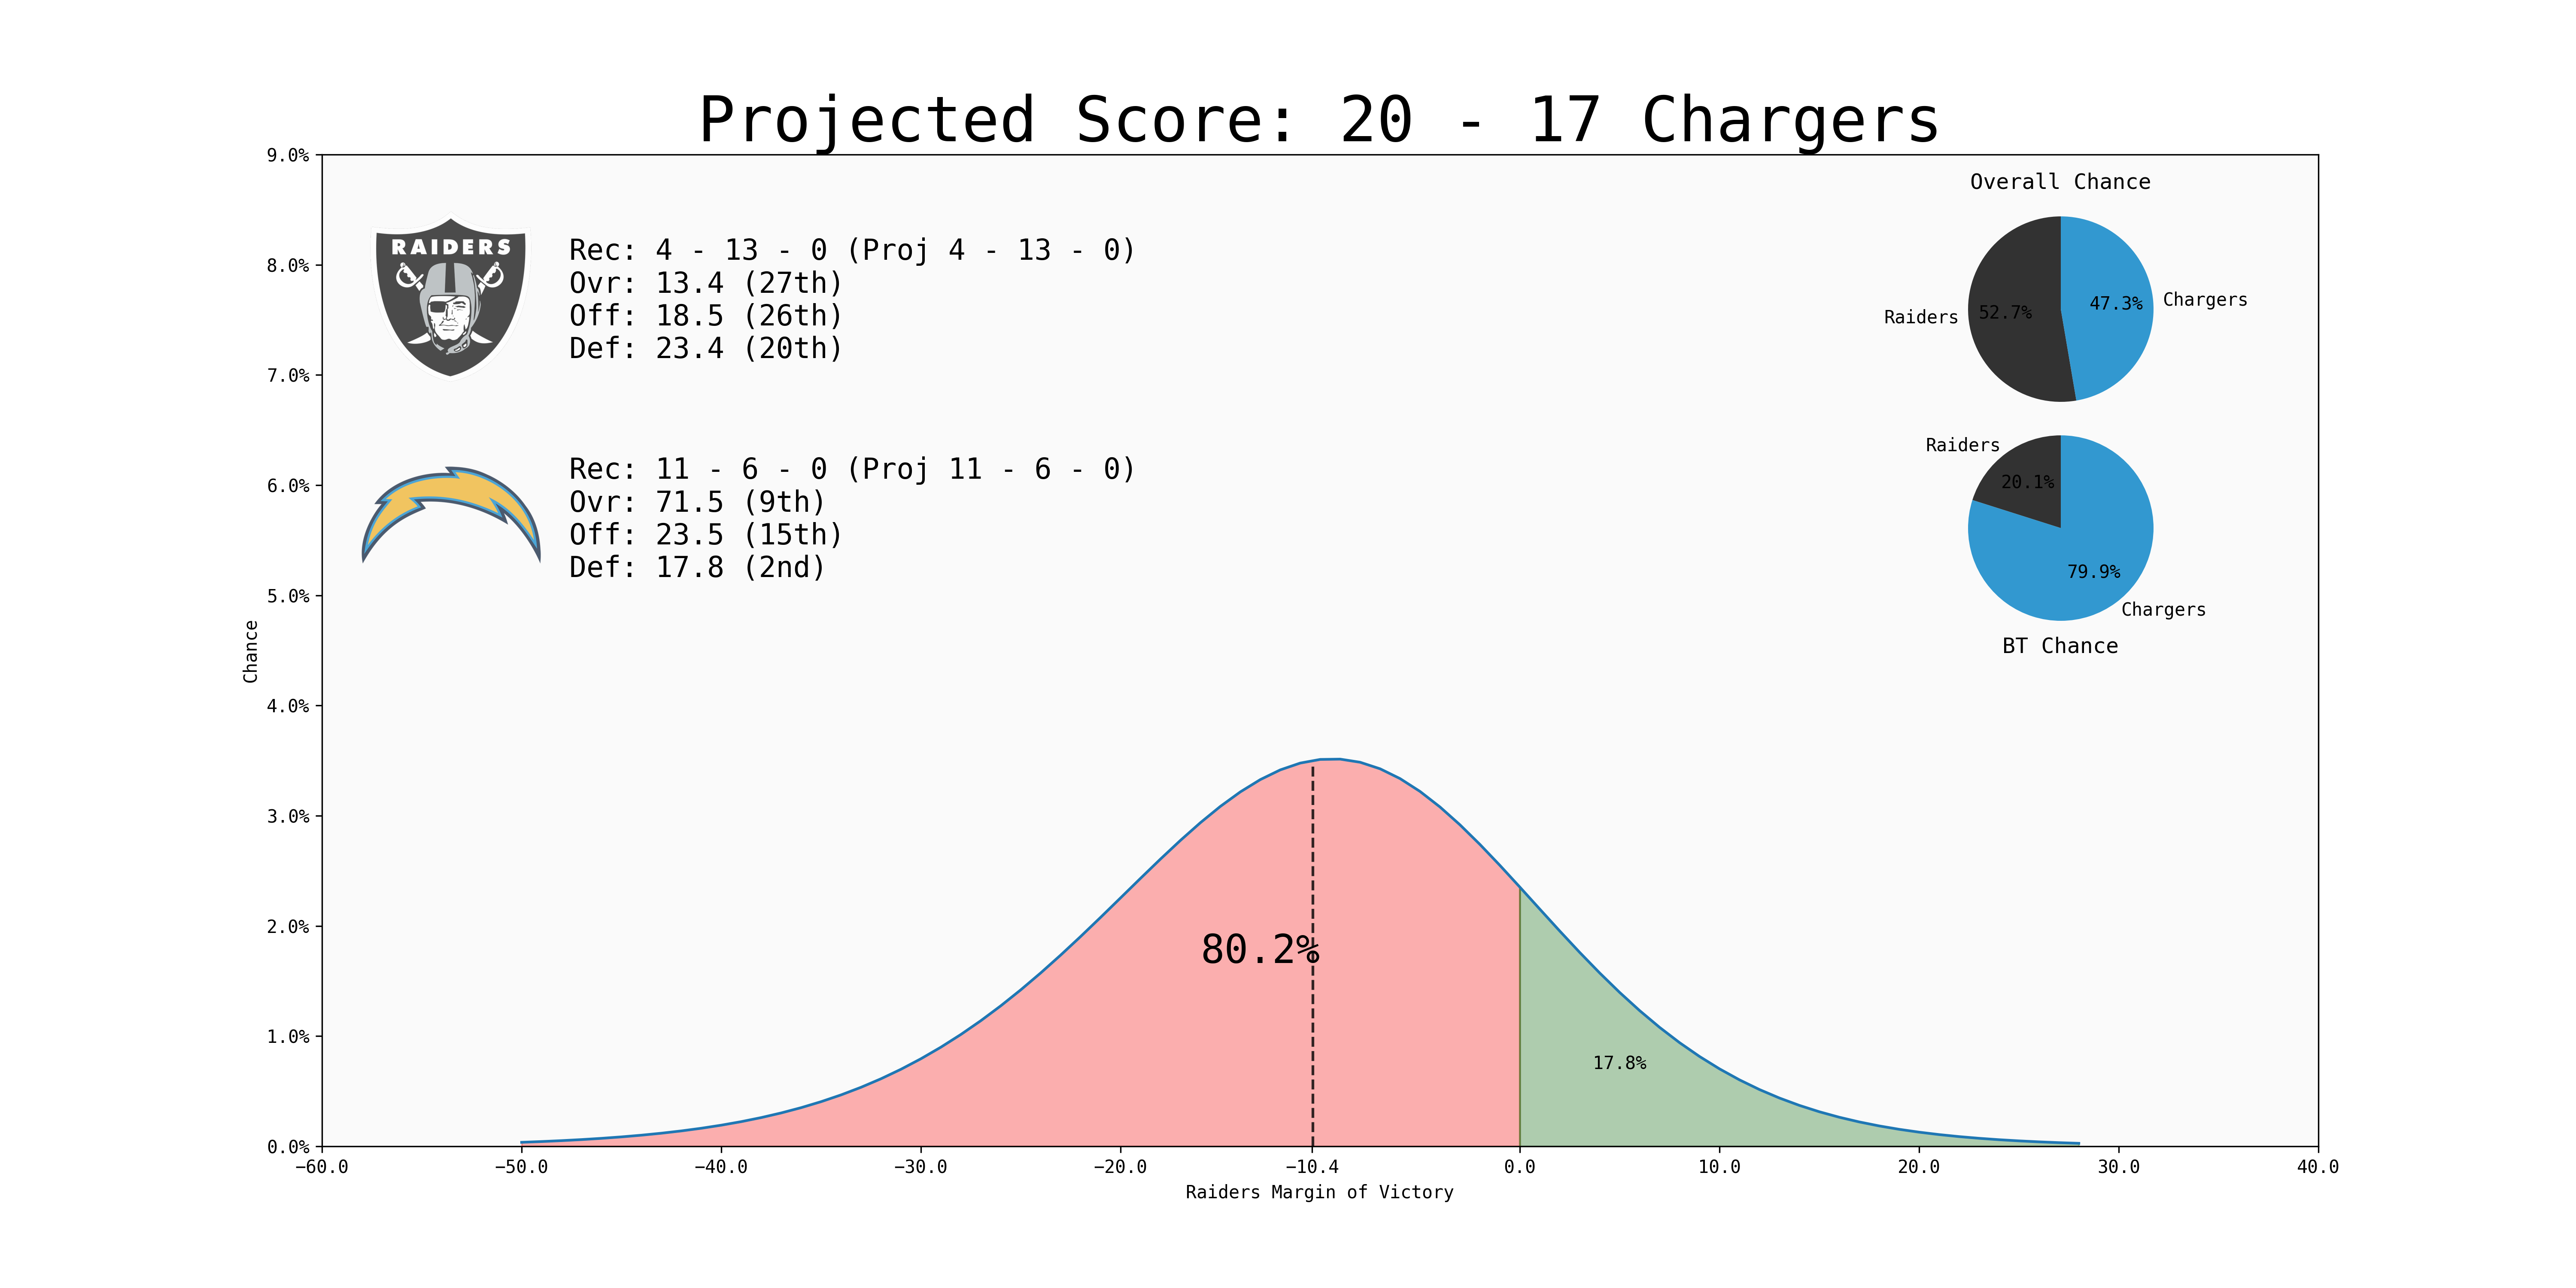 Projected Score: 20 - 17 Chargers
9.0%
8.0%
7.0%
6.0%
5.0%
4.0%
3.0%
2.0%
1.0%
0.0%
Chance
RAIDERS
Rec: 4 - 13 - 0 (Proj 4 - 13 - 0)
Ovr: 13.4 (27th)
Off: 18.5 (26th)
Def: 23.4 (20th)
Rec: 11 - 6 - 0 (Proj 11 - 6 - 0)
Ovr: 71.5 (9th)
Off: 23.5 (15th)
Def: 17.8 (2nd)
Overall Chance
Raiders
52.7%
47.3%
Chargers
Raiders
20.1%
79.9%
Chargers
BT Chance
80.2%
17.8%
−60.0
−50.0
−40.0
−30.0
−20.0
−10.4
0.0
10.0
20.0
30.0
40.0
Raiders Margin of Victory